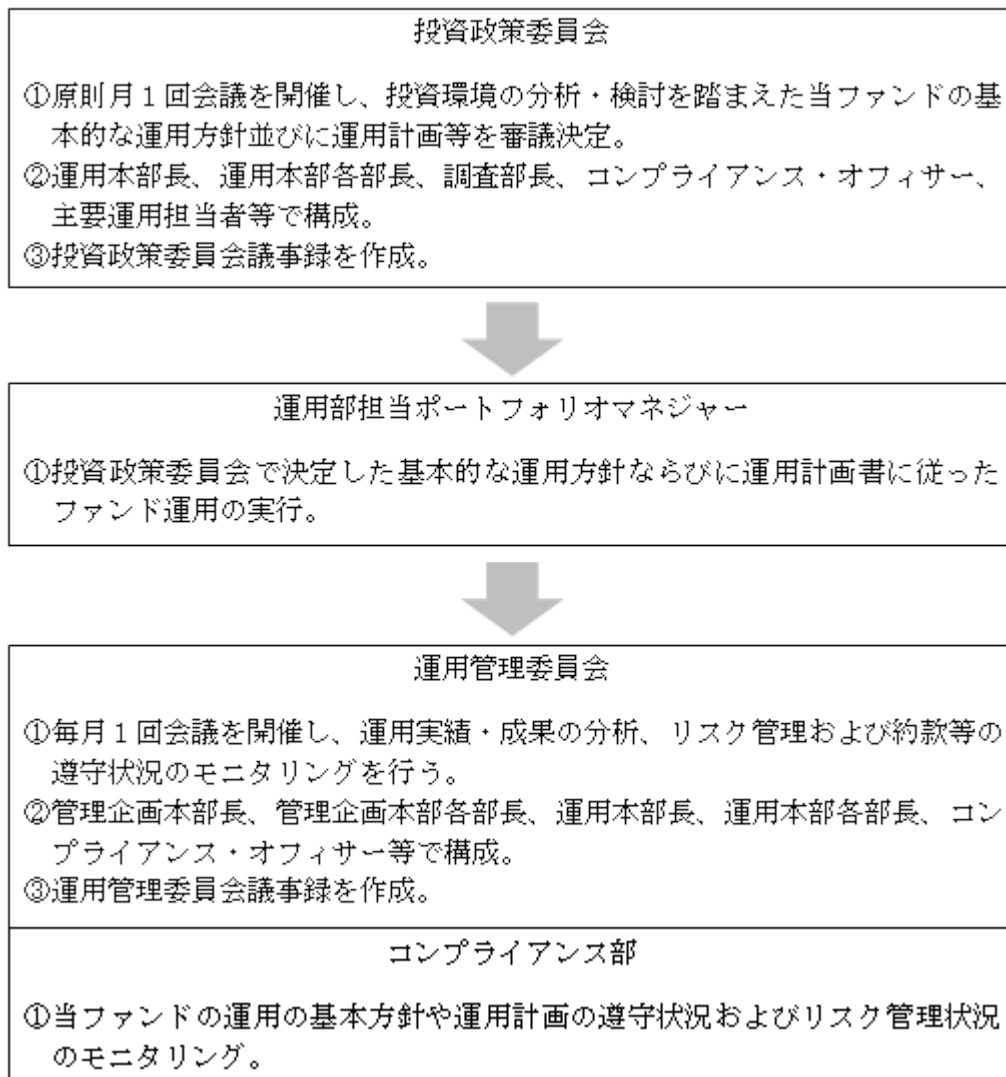 投資政策委員会
①原則月１回会議を開催し、投資環境の分析・検討を踏まえた当ファンドの基
本的な運用方針並びに運用計画等を審議決定。
②運用本部長、運用本部各部長、調査部長、コンプライアンス・オフィサー、
主要運用担当者等で構成。
③投資政策委員会議事録を作成。
運用部担当ポートフォリオマネジャー
①投資政策委員会で決定した基本的な運用方針ならびに運用計画書に従った
ファンド運用の実行。
運用管理委員会
①毎月１回会議を開催し、運用実績・成果の分析、リスク管理および約款等の
遵守状況のモニタリングを行う。
②管理企画本部長、管理企画本部各部長、運用本部長、運用本部各部長、コン
プライアンス・オフィサー等で構成。
③運用管理委員会議事録を作成。
コンプライアンス部
①当ファンドの運用の基本方針や運用計画の遵守状況およびリスク管理状況
のモニタリング。